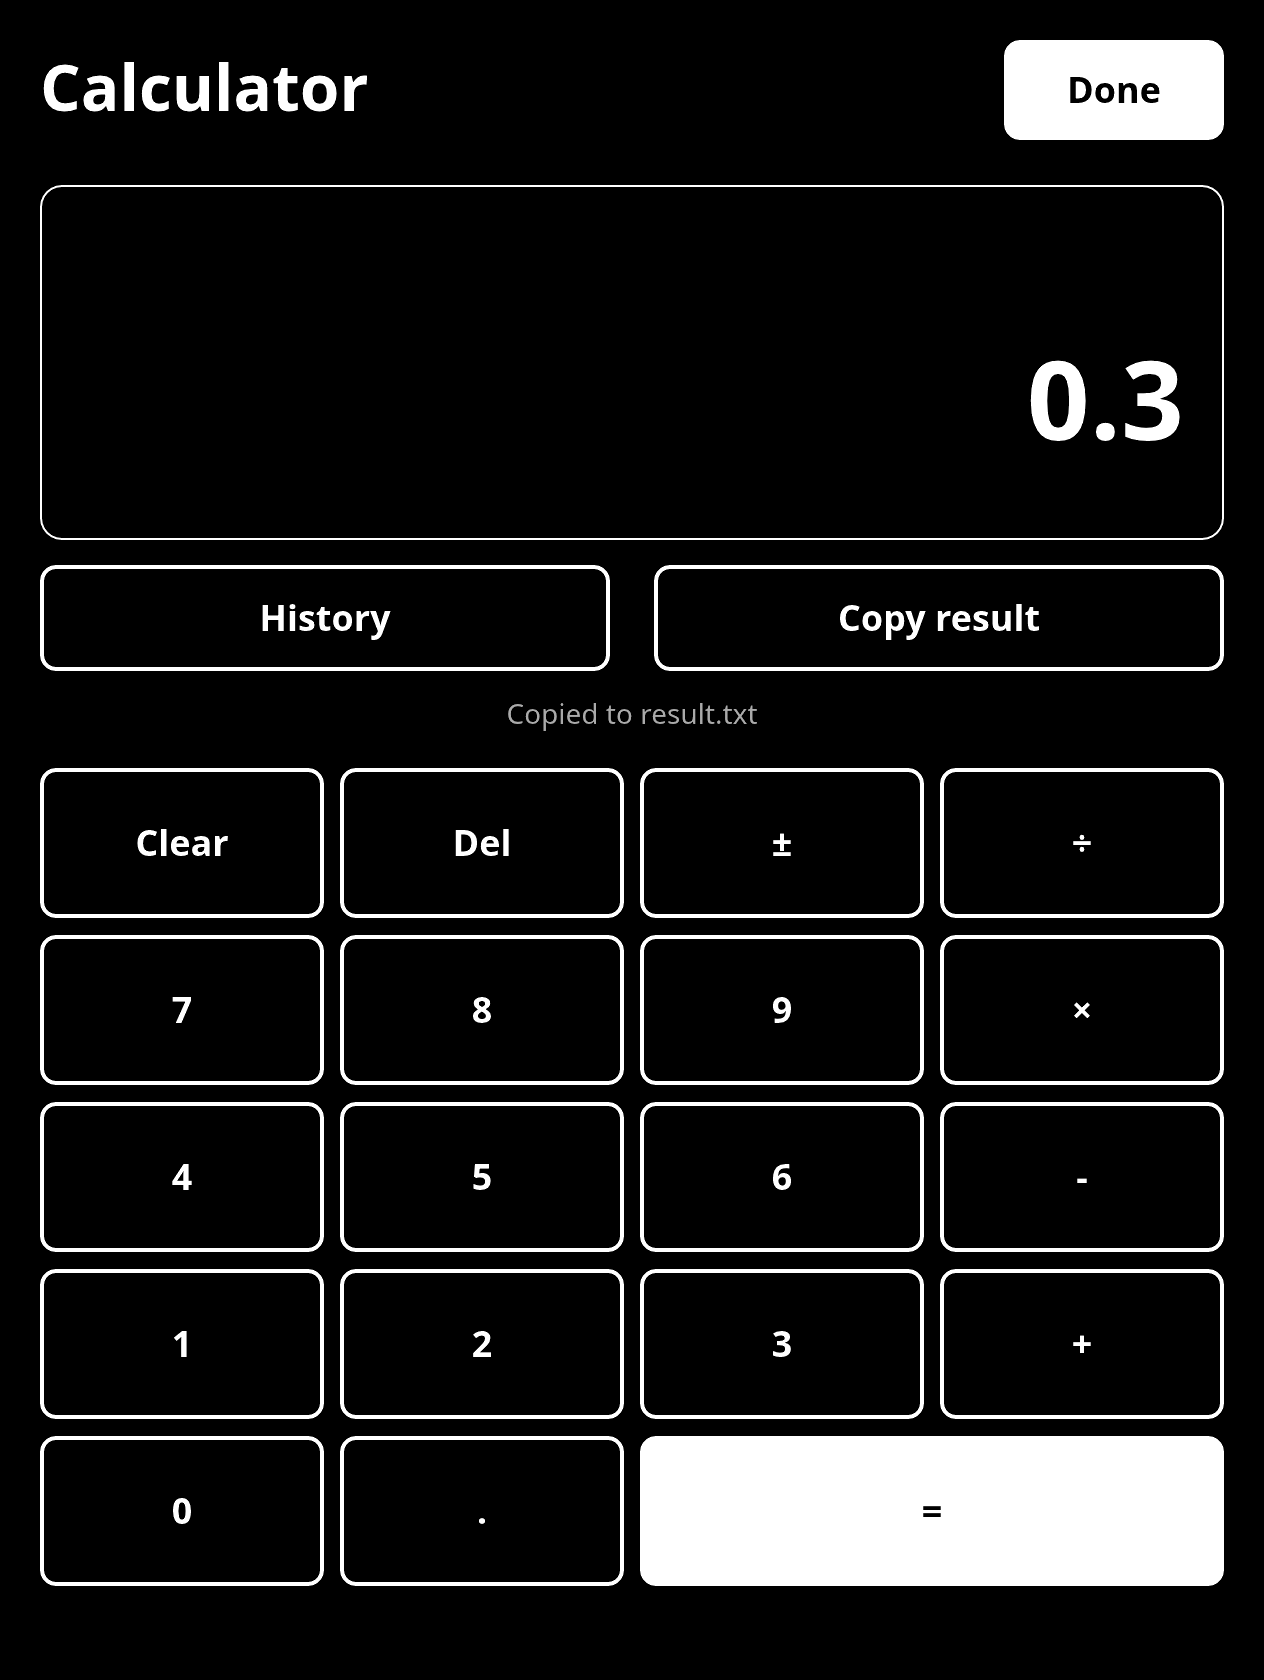 Calculator
Done
0.3
History
Copy result
Copied to result.txt
Clear
Del
±
÷
7
8
9
×
4
5
6
-
1
2
3
+
0
.
=